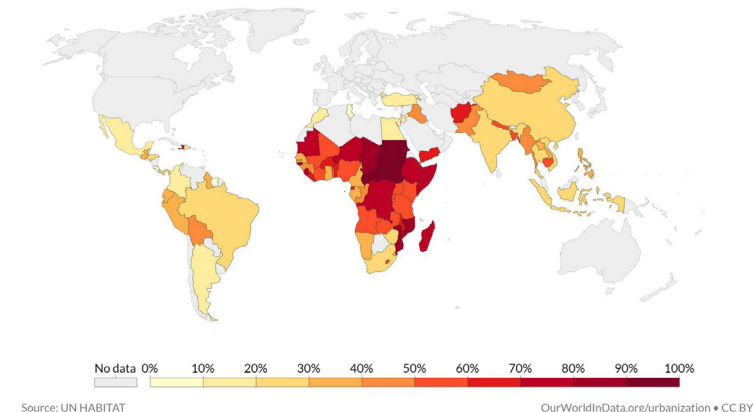 No data 0% 10% 20% 30% 40% 50% 60% 70% 80% 90% 100%
Source: UN HABITAT
OurWorldInData.org/urbanization • CC BY